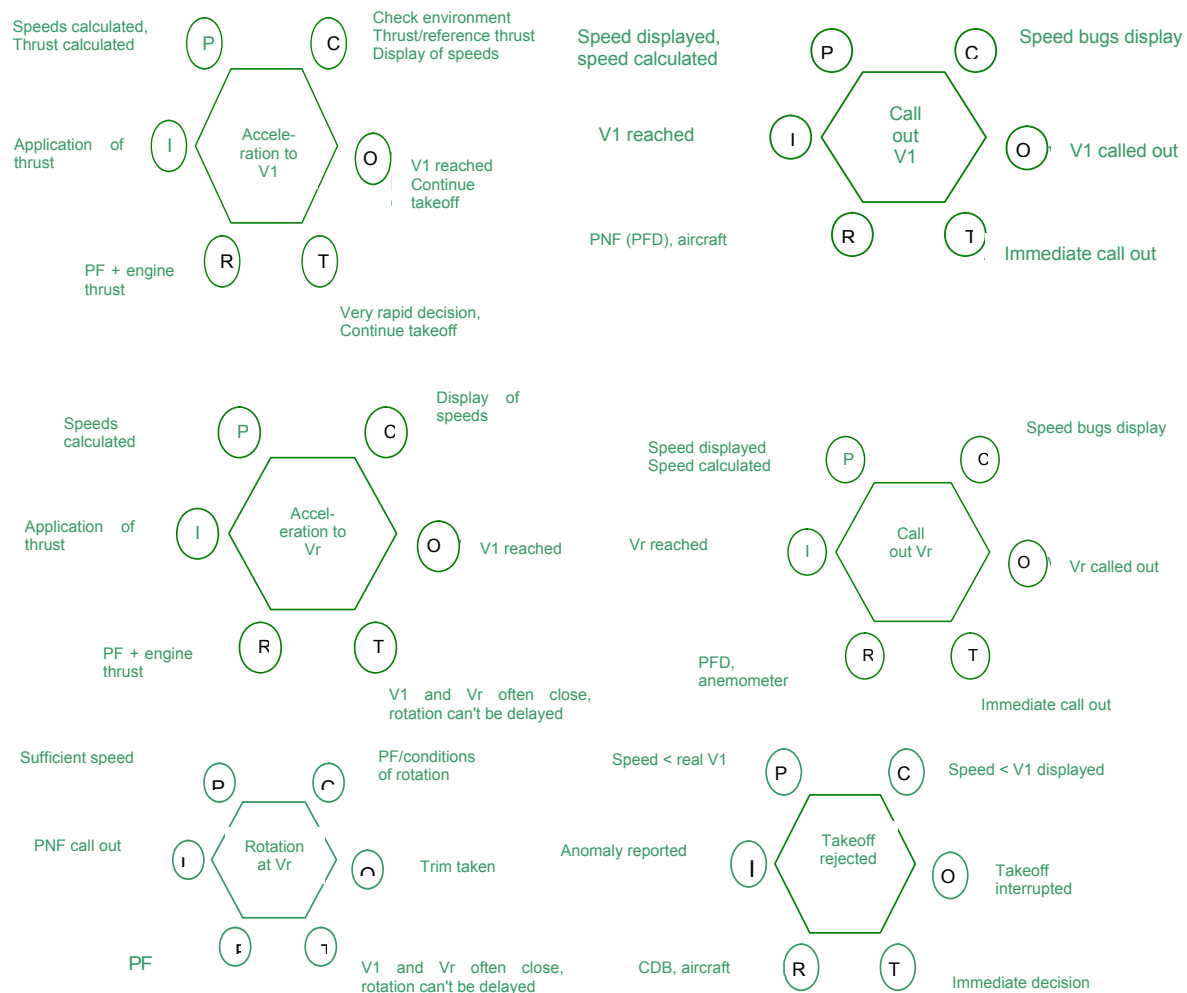 Speeds calculated,
Thrust calculated
P
C
Check environment
Thrust/reference thrust
Display of speeds
Application of
thrust
I
Accele-
ration to
V1
O
V1 reached
Continue
takeoff
PF + engine
thrust
R
T
Very rapid decision,
Continue takeoff
Speed displayed,
speed calculated
P
C
Speed bugs display
V1 reached
I
Call
out
V1
O
V1 called out
PNF (PFD), aircraft
R
T
Immediate call out
Speeds
calculated
P
C
Display of
speeds
Application of
thrust
I
Accel-
eration to
Vr
O
V1 reached
PF + engine
thrust
R
T
V1 and Vr often close,
rotation can't be delayed
Speed displayed
Speed calculated
P
C
Speed bugs display
Vr reached
I
Call
out Vr
O
Vr called out
PFD,
anemometer
R
T
Immediate call out
Sufficient speed
P
C
PF/conditions
of rotation
PNF call out
I
Rotation
at Vr
O
Trim taken
PF
R
T
V1 and Vr often close,
rotation can't be delayed
Speed < real V1
P
C
Speed < V1 displayed
Anomaly reported
I
Takeoff
rejected
O
Takeoff
interrupted
CDB, aircraft
R
T
Immediate decision